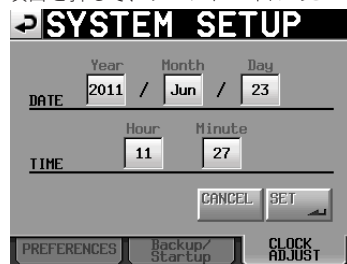 SYSTEM SETUP
Year Month Day
DATE 2011 / Jun / 23
Hour Minute
TIME 11 27
CANCEL SET
PREFERENCES Backup/Startup CLOCK ADJUST